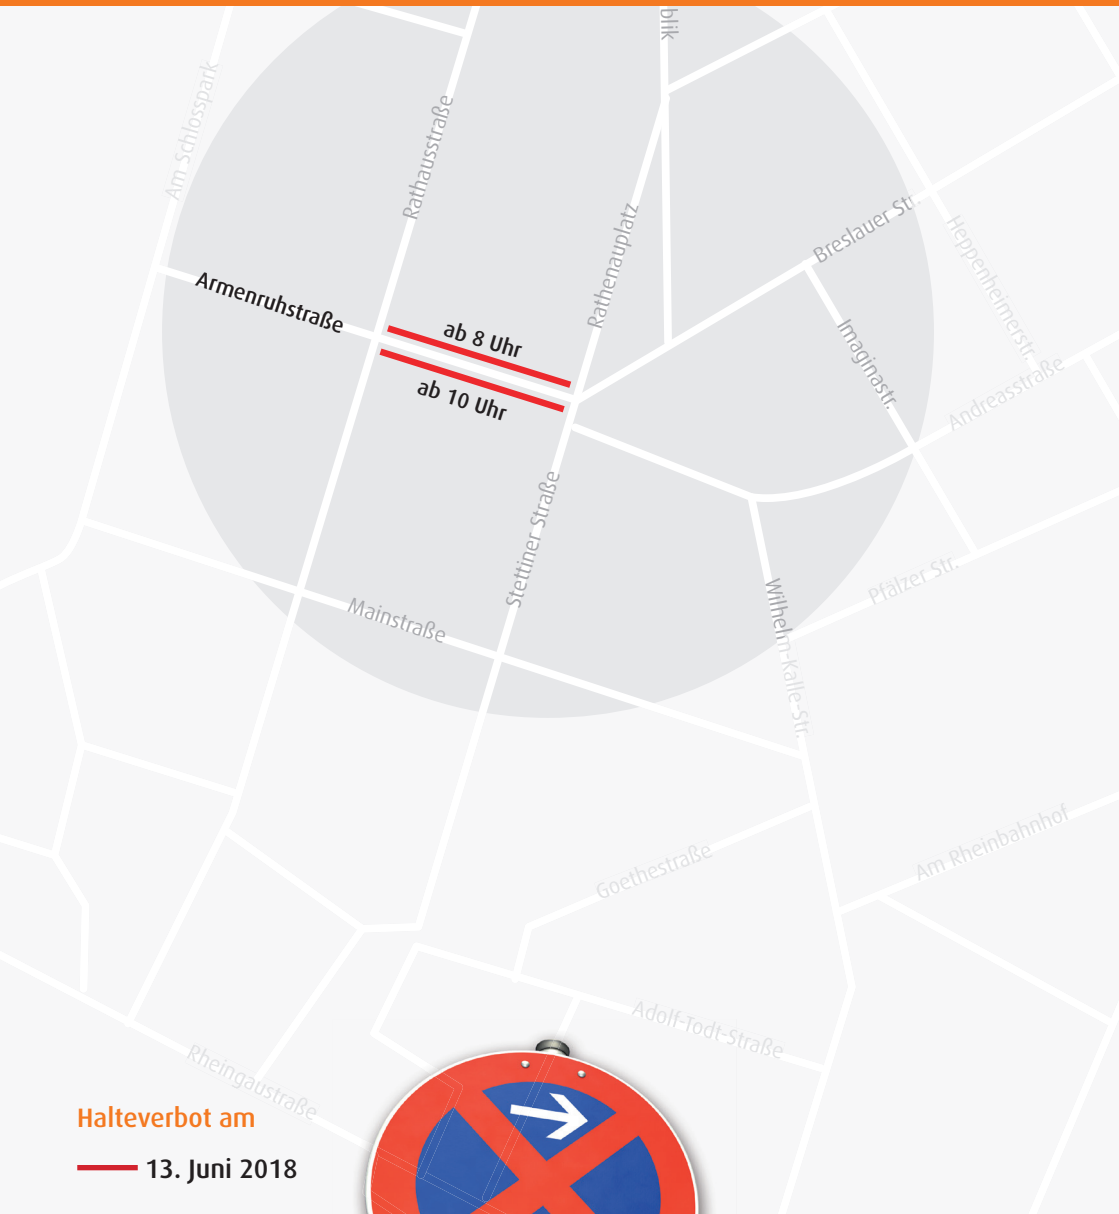 blik
Am Schlosspark
Rathausstraße
Rathenauplatz
Breslauer Str.
Heppenheimerstr.
Armenruhstraße
ab 8 Uhr
ab 10 Uhr
Imaginastr.
Andreasstraße
Stettiner Straße
Pfälzer Str.
Mainstraße
Wilhelm-Kalle-Str.
Goethestraße
Am Rheinbahnhof
Adolf-Todt-Straße
Rheingaustraße
Halteverbot am
13. Juni 2018